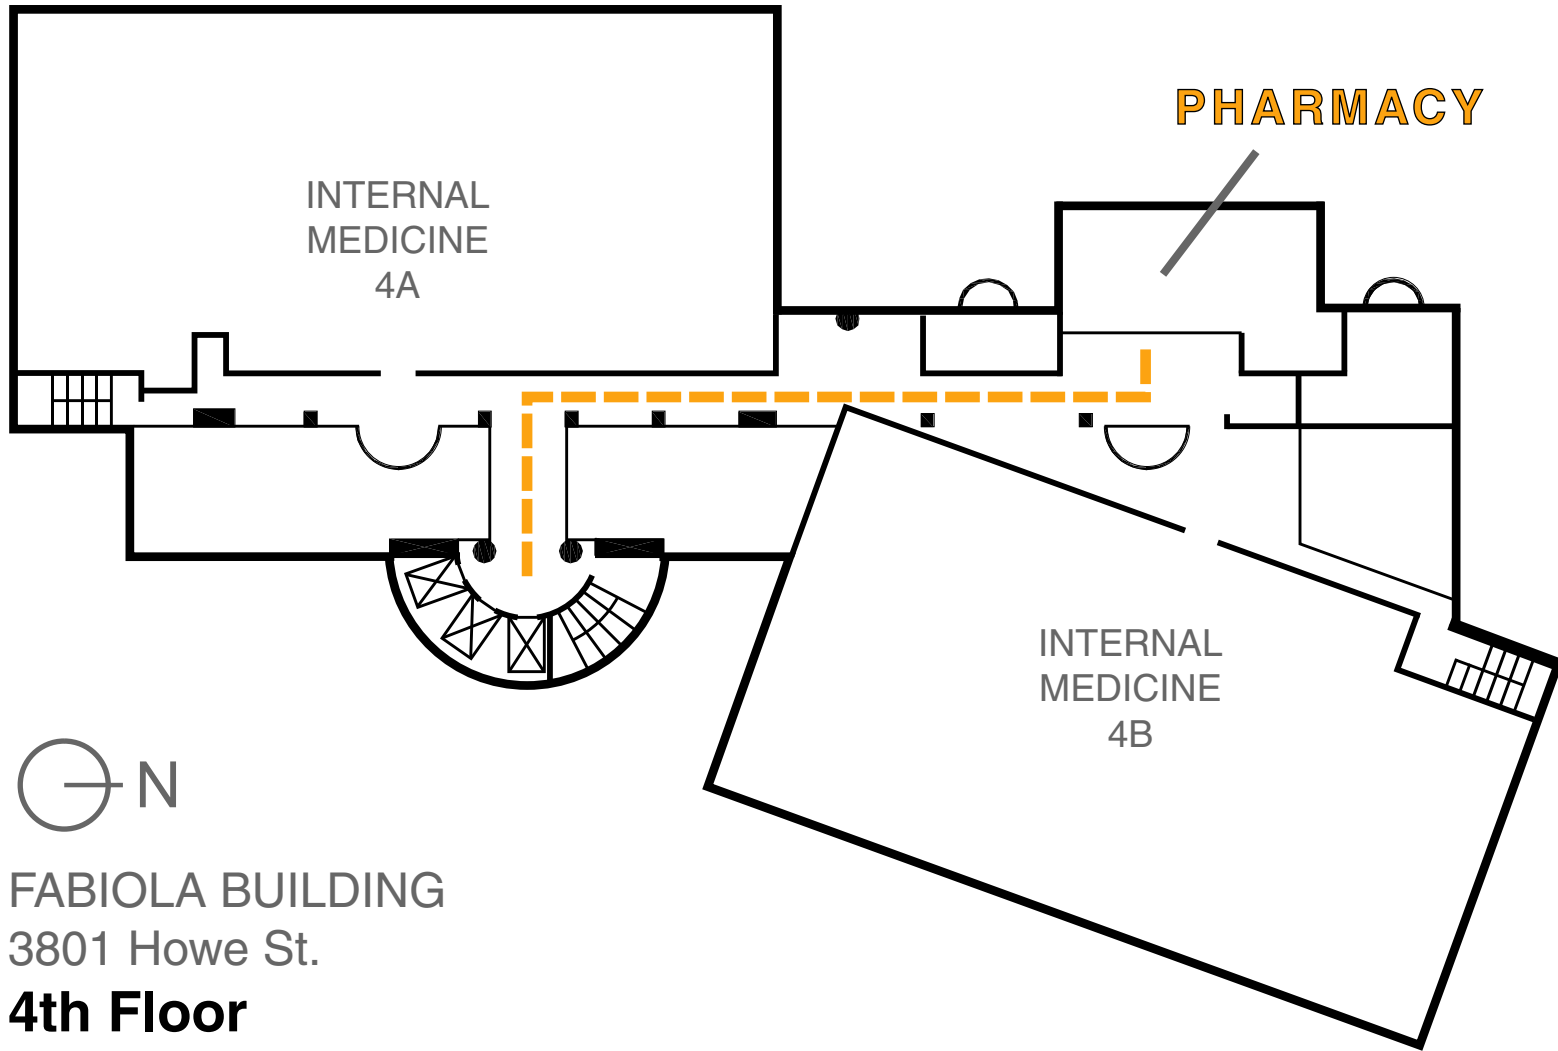 PHARMACY
INTERNAL
MEDICINE
4A
INTERNAL
MEDICINE
4B
N
FABIOLA BUILDING
3801 Howe St.
4th Floor